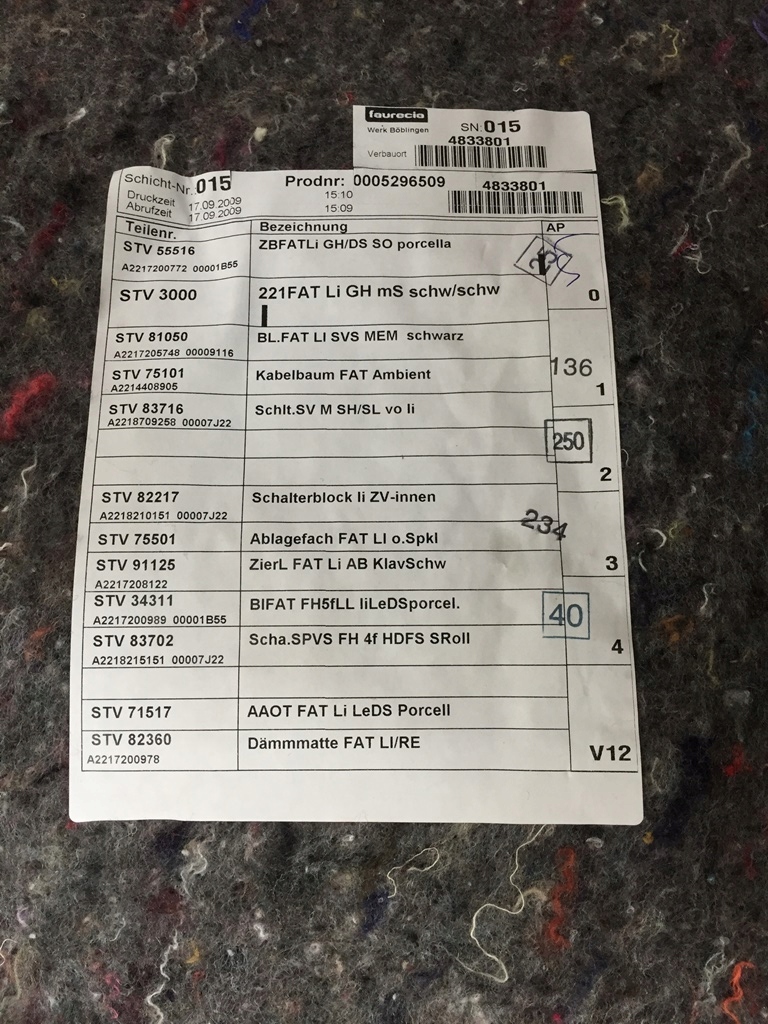 faurecia
Werk Böblingen
SN: 015
4833801
Verbauort
Schicht-Nr. 015
Prodnr: 0005296509
4833801
Druckzeit 17.09.2009 15:10
Abrufzeit 17.09.2009 15:09
Teilenr. Bezeichnung AP
STV 55516 ZBFATLi GH/DS SO porcella
A2217200772 00001B55
0
STV 3000 221FAT Li GH mS schw/schw
STV 81050 BL.FAT LI SVS MEM schwarz
A2217205748 00009116
136
STV 75101 Kabelbaum FAT Ambient
A2214408905
1
STV 83716 Schlt.SV M SH/SL vo li
A2218709258 00007J22
250
2
STV 82217 Schalterblock li ZV-innen
A2218210151 00007J22
234
STV 75501 Ablagefach FAT LI o.Spkl
3
STV 91125 ZierL FAT Li AB KlavSchw
A2217208122
STV 34311 BlFAT FH5fLL liLeDSporcel.
A2217200989 00001B55
40
STV 83702 Scha.SPVS FH 4f HDFS SRoll
A2218215151 00007J22
4
STV 71517 AAOT FAT Li LeDS Porcell
STV 82360 Dämmmatte FAT LI/RE
A2217200978
V12